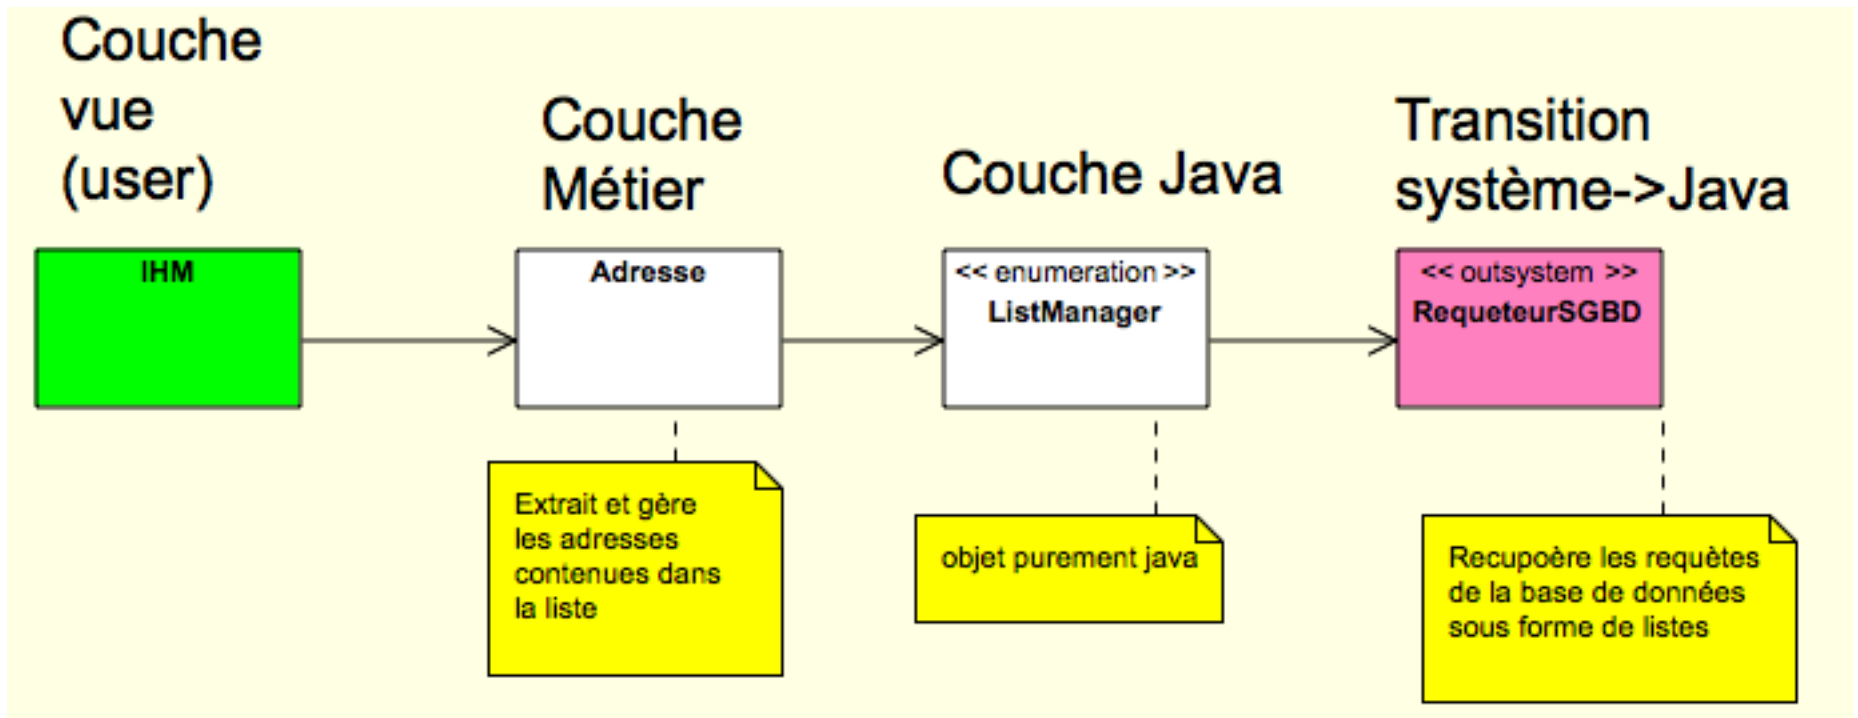 Couche
vue
(user)
Couche
Métier
Couche Java
Transition
système->Java
IHM
Adresse
<< enumeration >>
ListManager
<< outsystem >>
RequeteurSGBD
Extrait et gère
les adresses
contenues dans
la liste
objet purement java
Recupoère les requètes
de la base de données
sous forme de listes